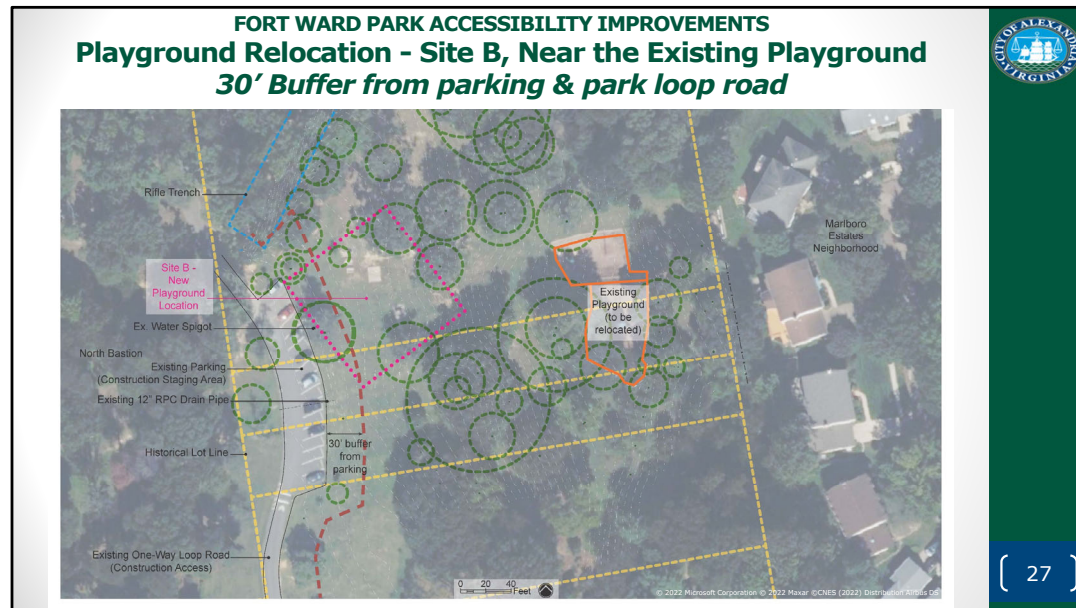 FORT WARD PARK ACCESSIBILITY IMPROVEMENTS
Playground Relocation - Site B, Near the Existing Playground
30’ Buffer from parking & park loop road
CITY OF ALEXANDRIA
VIRGINIA
Rifle Trench
Site B -
New
Playground
Location
Ex. Water Spigot
North Bastion
Existing Parking
(Construction Staging Area)
Existing 12" RPC Drain Pipe
Historical Lot Line
30' buffer
from
parking
Existing One-Way Loop Road
(Construction Access)
Existing
Playground
(to be
relocated)
Marlboro
Estates
Neighborhood
0 20 40
Feet
© 2022 Microsoft Corporation © 2022 Maxar ©CNES (2022) Distribution Airbus DS
27